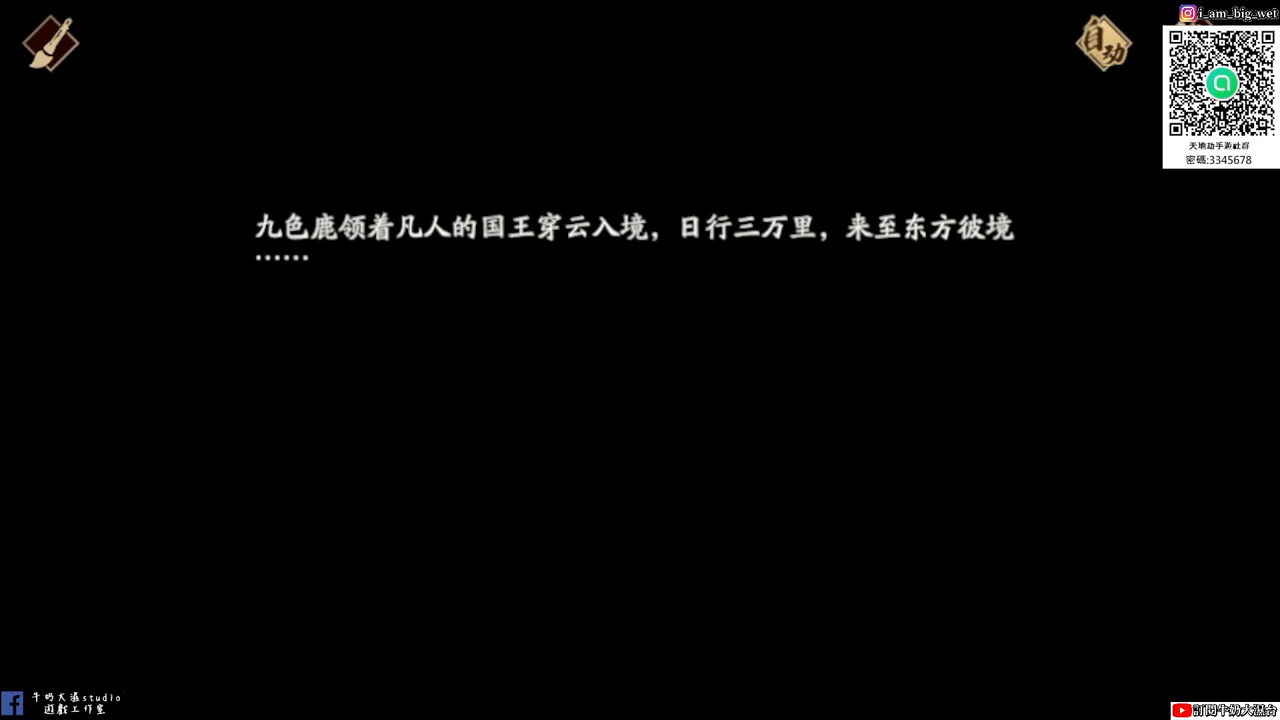 i_am_big_wet
自动
天地劫手遊社群
密碼:3345678
九色鹿领着凡人的国王穿云入境，日行三万里，来至东方彼境
……
牛奶大濕studio
遊戲工作室
訂閱牛奶大濕台